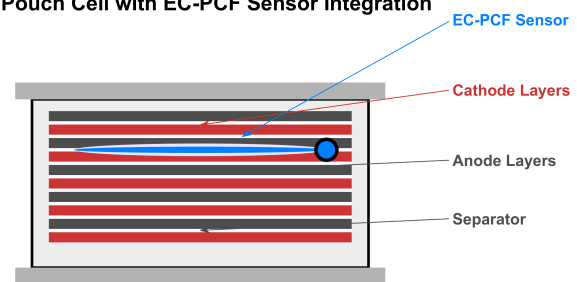 Pouch Cell with EC-PCF Sensor Integration
EC-PCF Sensor
Cathode Layers
Anode Layers
Separator